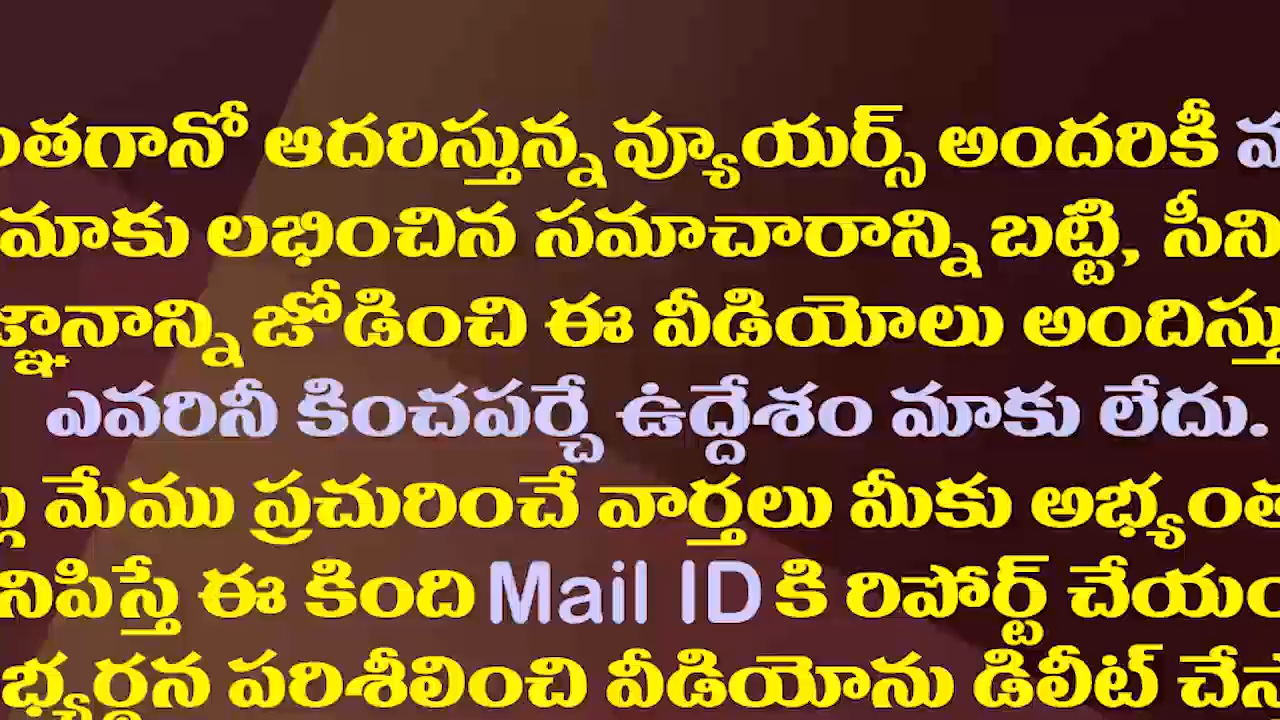 ఆదరిస్తున్న వ్యూయర్స్ అందరికీ
మాకు లభించిన సమాచారాన్ని బట్టి,
జోడించి ఈ వీడియోలు
ఎవరినీ కించపర్చే ఉద్దేశం మాకు లేదు.
మేము ప్రచురించే వార్తలు మీకు
ఈ కింది Mail ID కి రిపోర్ట్
పరిశీలించి వీడియోను డిలీట్